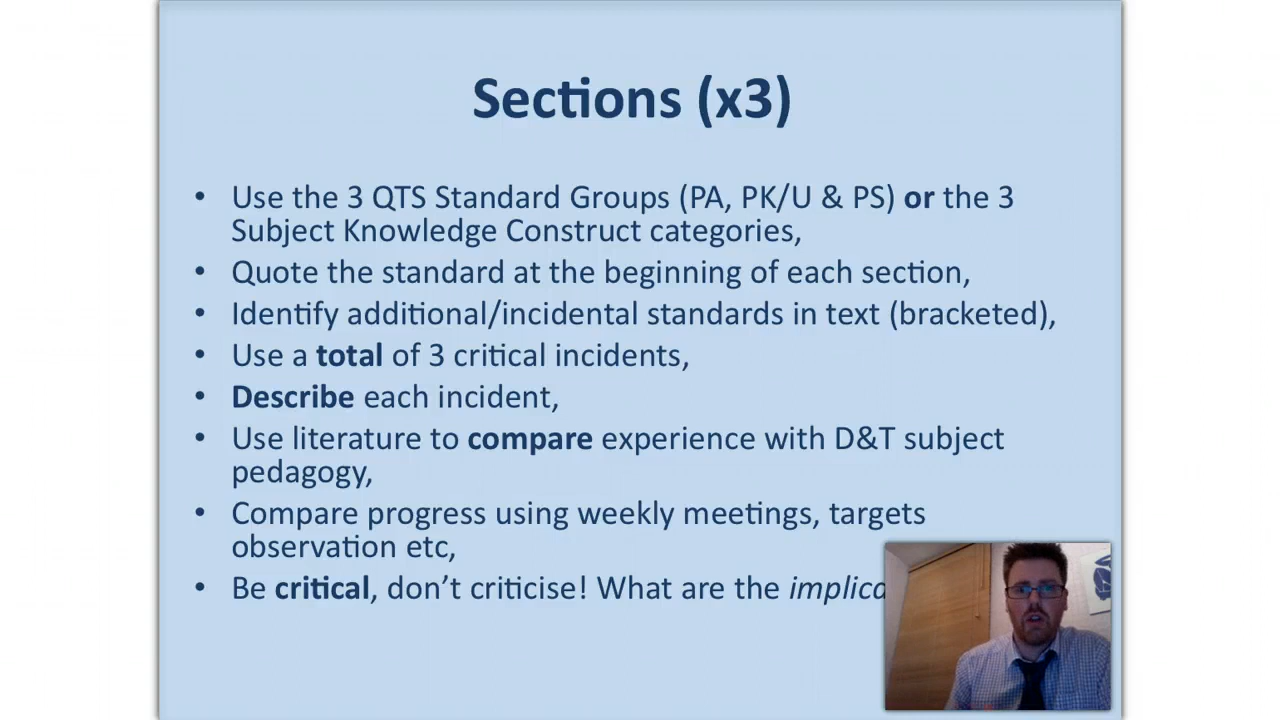 Sections (x3)
• Use the 3 QTS Standard Groups (PA, PK/U & PS) or the 3
Subject Knowledge Construct categories,
• Quote the standard at the beginning of each section,
• Identify additional/incidental standards in text (bracketed),
• Use a total of 3 critical incidents,
• Describe each incident,
• Use literature to compare experience with D&T subject
pedagogy,
• Compare progress using weekly meetings, targets
observation etc,
• Be critical, don’t criticise! What are the